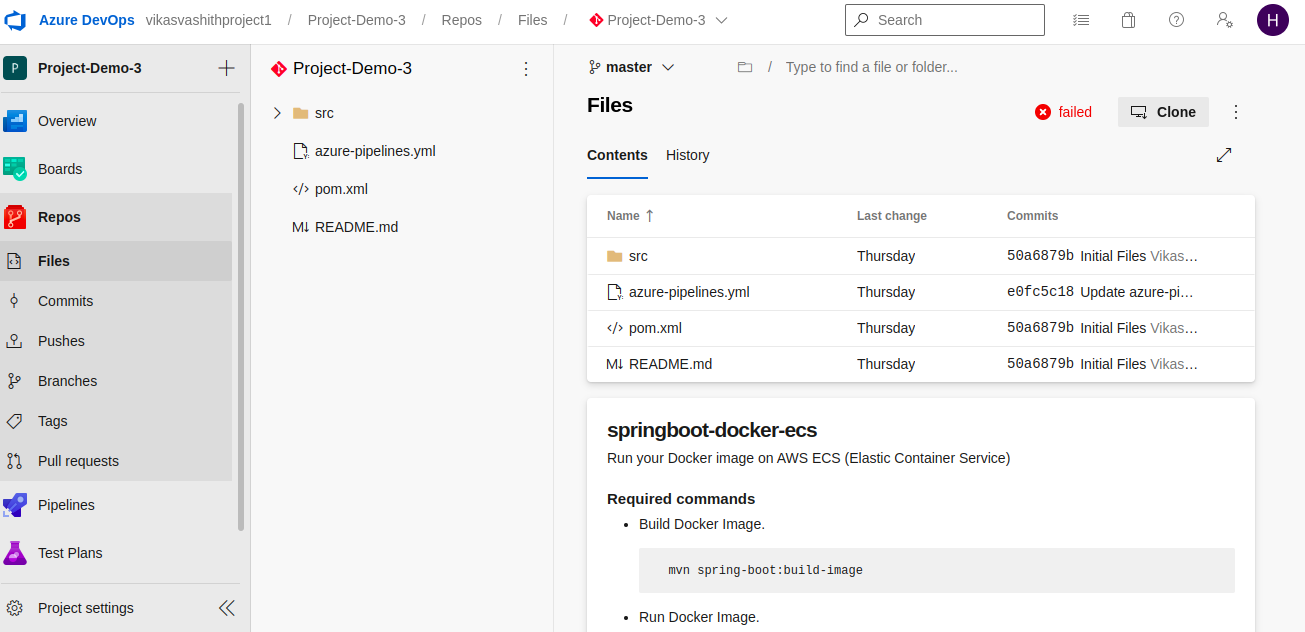 Azure DevOps vikasvashithproject1 / Project-Demo-3 / Repos / Files / Project-Demo-3 Search H
P Project-Demo-3
Overview
Boards
Repos
Files
Commits
Pushes
Branches
Tags
Pull requests
Pipelines
Test Plans
Project settings
Project-Demo-3
src
azure-pipelines.yml
</> pom.xml
M↓ README.md
master / Type to find a file or folder...
Files
failed Clone
Contents History
Name ↑ Last change Commits
src Thursday 50a6879b Initial Files Vikas…
azure-pipelines.yml Thursday e0fc5c18 Update azure-pi…
</> pom.xml Thursday 50a6879b Initial Files Vikas…
M↓ README.md Thursday 50a6879b Initial Files Vikas…
springboot-docker-ecs
Run your Docker image on AWS ECS (Elastic Container Service)
Required commands
• Build Docker Image.
mvn spring-boot:build-image
• Run Docker Image.